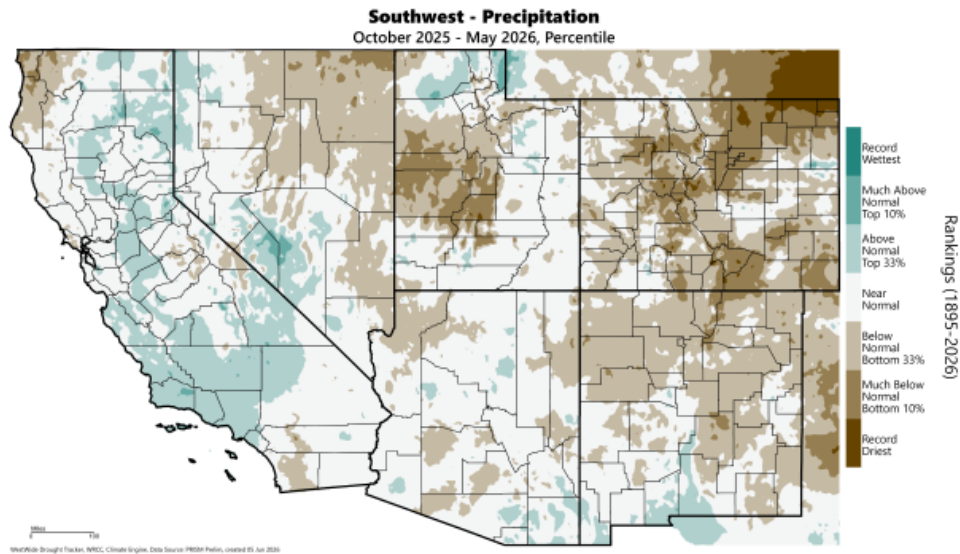 Southwest - Precipitation
October 2025 - May 2026, Percentile
Record
Wettest
Much Above
Normal
Top 10%
Above
Normal
Top 33%
Near
Normal
Below
Normal
Bottom 33%
Much Below
Normal
Bottom 10%
Record
Driest
Rankings (1895-2026)
Miles
0 100
WestWide Drought Tracker, WRCC, Climate Engine, Data Source: PRISM Prelim, created 05 Jun 2026